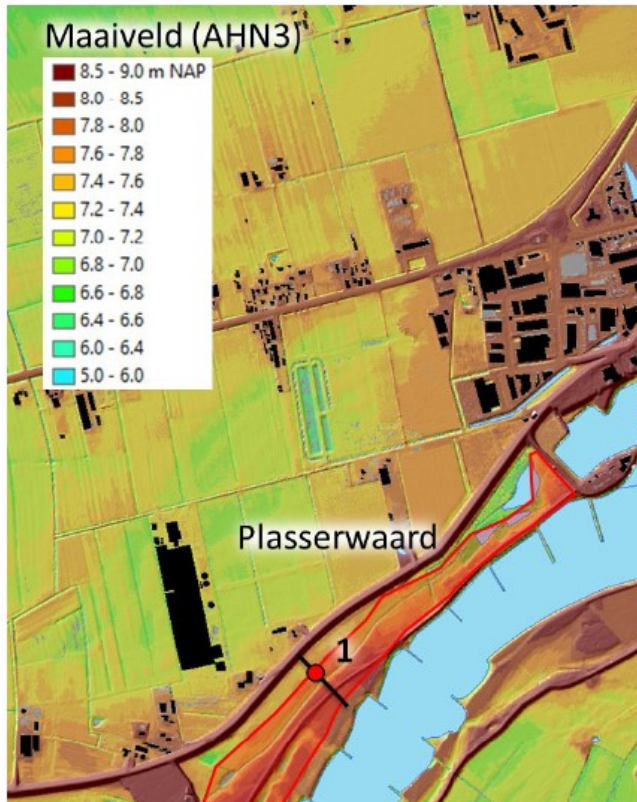 Maaiveld (AHN3)
8.5 - 9.0 m NAP
8.0 - 8.5
7.8 - 8.0
7.6 - 7.8
7.4 - 7.6
7.2 - 7.4
7.0 - 7.2
6.8 - 7.0
6.6 - 6.8
6.4 - 6.6
6.0 - 6.4
5.0 - 6.0
Plasserwaard
1